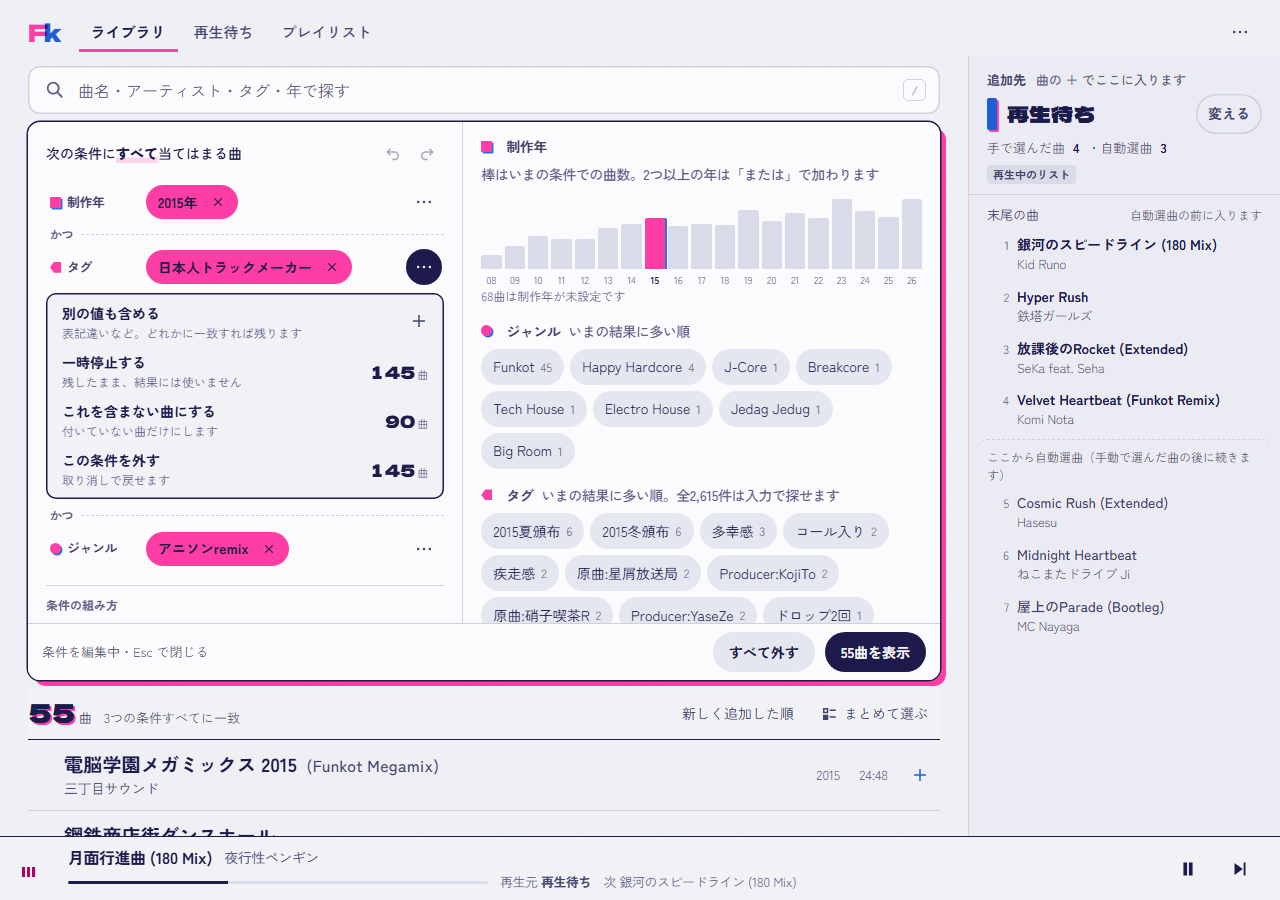 Fk
ライブラリ
再生待ち
プレイリスト
曲名・アーティスト・タグ・年で探す
/
次の条件にすべて当てはまる曲
制作年
2015年
かつ
タグ
日本人トラックメーカー
別の値も含める
表記違いなど。どれかに一致すれば残ります
一時停止する
残したまま、結果には使いません
145曲
これを含まない曲にする
付いていない曲だけにします
90曲
この条件を外す
取り消しで戻せます
145曲
かつ
ジャンル
アニソンremix
条件の組み方
制作年
棒はいまの条件での曲数。2つ以上の年は「または」で加わります
08 09 10 11 12 13 14 15 16 17 18 19 20 21 22 23 24 25 26
68曲は制作年が未設定です
ジャンル いまの結果に多い順
Funkot 45
Happy Hardcore 4
J-Core 1
Breakcore 1
Tech House 1
Electro House 1
Jedag Jedug 1
Big Room 1
タグ いまの結果に多い順。全2,615件は入力で探せます
2015夏頒布 6
2015冬頒布 6
多幸感 3
コール入り 2
疾走感 2
原曲:星屑放送局 2
Producer:KojiTo 2
原曲:硝子喫茶R 2
Producer:YaseZe 2
ドロップ2回 1
条件を編集中・Esc で閉じる
すべて外す
55曲を表示
55曲 3つの条件すべてに一致
新しく追加した順
まとめて選ぶ
電脳学園メガミックス 2015 (Funkot Megamix)
三丁目サウンド
2015 24:48
鋼鉄商店街ダンスホール
追加先 曲の ＋ でここに入ります
再生待ち
変える
手で選んだ曲 4 ・自動選曲 3
再生中のリスト
末尾の曲
自動選曲の前に入ります
1 銀河のスピードライン (180 Mix)
Kid Runo
2 Hyper Rush
鉄塔ガールズ
3 放課後のRocket (Extended)
SeKa feat. Seha
4 Velvet Heartbeat (Funkot Remix)
Komi Nota
ここから自動選曲（手動で選んだ曲の後に続きま
す）
5 Cosmic Rush (Extended)
Hasesu
6 Midnight Heartbeat
ねこまたドライブ Ji
7 屋上のParade (Bootleg)
MC Nayaga
月面行進曲 (180 Mix) 夜行性ペンギン
再生元 再生待ち 次 銀河のスピードライン (180 Mix)